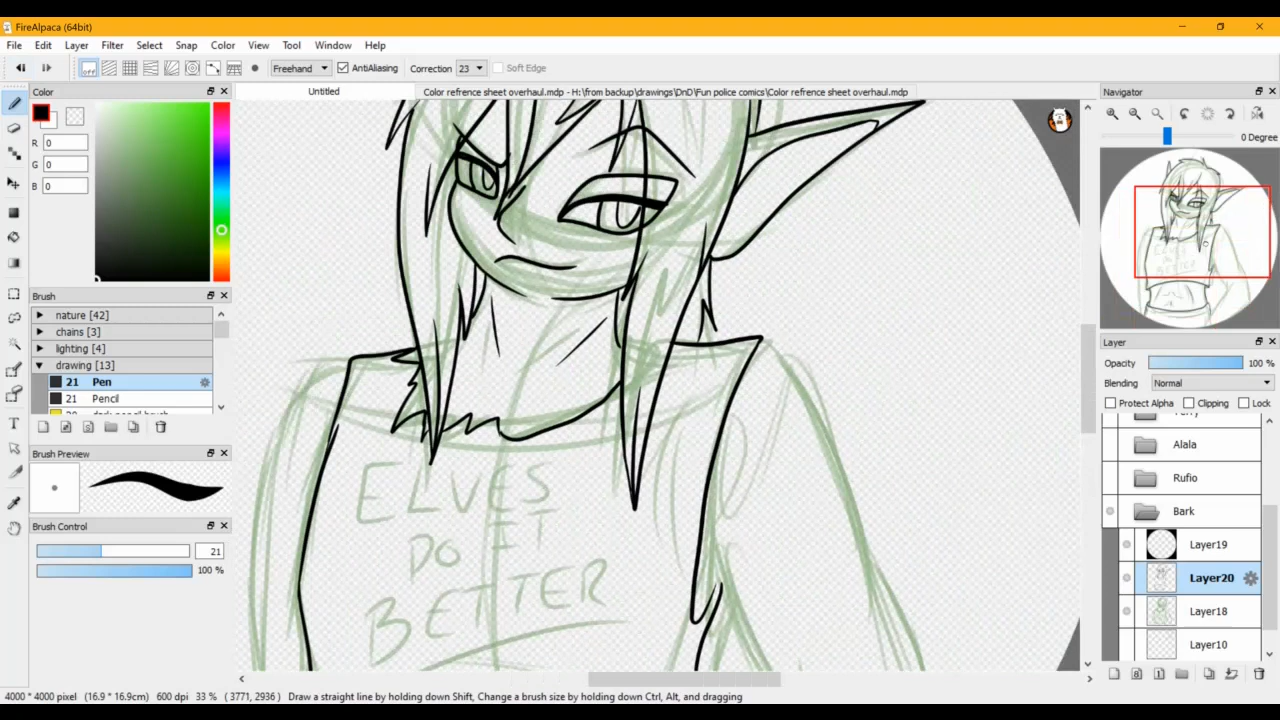 FireAlpaca (64bit)
File Edit Layer Filter Select Snap Color View Tool Window Help
off Freehand AntiAliasing Correction 23 Soft Edge
Color
Untitled
Color refrence sheet overhaul.mdp - H:\from backup\drawings\DnD\Fun police comics\Color refrence sheet overhaul.mdp
Navigator
R 0
G 0
B 0
0 Degree
Brush
nature [42]
chains [3]
lighting [4]
drawing [13]
21 Pen
21 Pencil
Brush Preview
Brush Control
21
100 %
ELVES
DO IT
BETTER
Layer
Opacity 100 %
Blending Normal
Protect Alpha Clipping Lock
Alala
Rufio
Bark
Layer19
Layer20
Layer18
Layer10
4000 * 4000 pixel (16.9 * 16.9cm) 600 dpi 33 % ( 3771, 2936 ) Draw a straight line by holding down Shift, Change a brush size by holding down Ctrl, Alt, and dragging